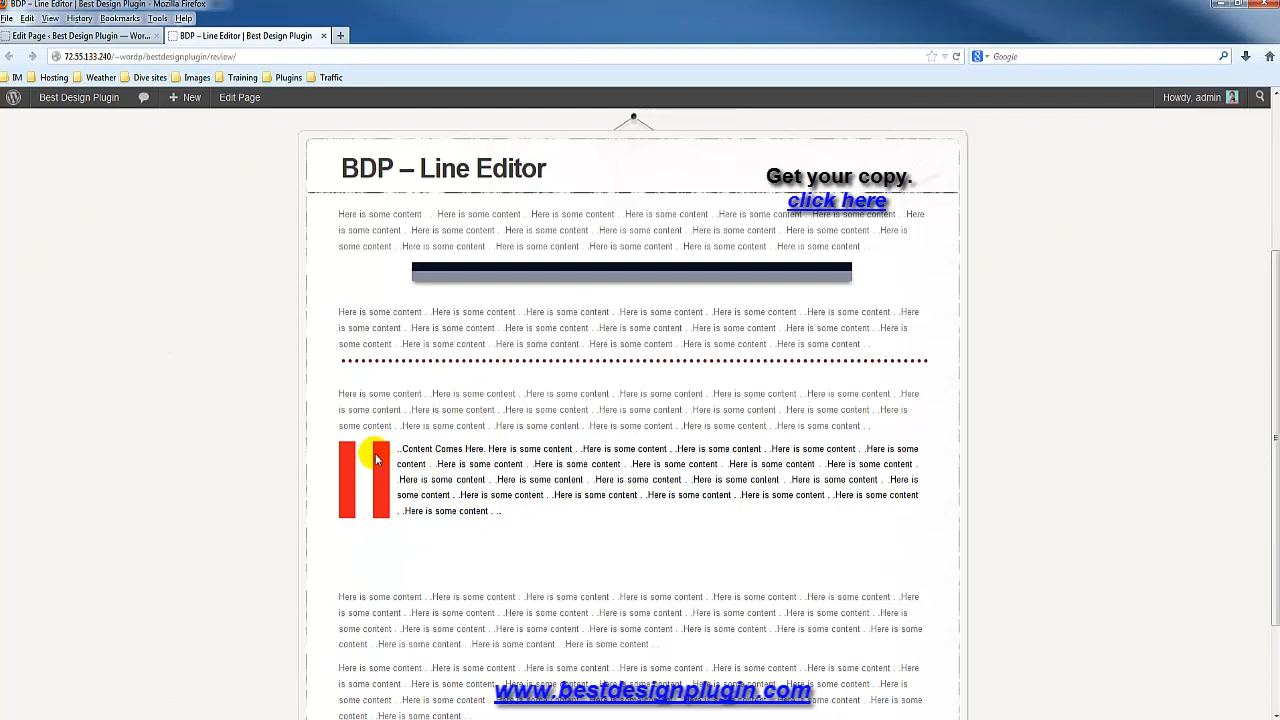 BDP – Line Editor | Best Design Plugin - Mozilla Firefox
File Edit View History Bookmarks Tools Help
Edit Page ‹ Best Design Plugin — Wor... × BDP – Line Editor | Best Design Plugin ×
72.55.133.240/~wordp/bestdesignplugin/review/ Google
IM Hosting Weather Dive sites Images Training Plugins Traffic
Best Design Plugin + New Edit Page Howdy, admin
BDP – Line Editor
Get your copy.
click here
Here is some content . . Here is some content . .Here is some content . .Here is some content . .Here is some content . .Here is some content . .Here
is some content . .Here is some content . .Here is some content . .Here is some content . .Here is some content . .Here is
some content . .Here is some content . .Here is some content . .Here is some content . .Here is some content . .
Here is some content . .Here is some content . .Here is some content . .Here is some content . .Here is some content . .Here
is some content . .Here is some content . .Here is some content . .Here is some content . .Here is some content . .Here is
some content . .Here is some content . .Here is some content . .Here is some content . .Here is some content . .
Here is some content . .Here is some content . .Here is some content . .Here is some content . .Here is some content . .Here
is some content . .Here is some content . .Here is some content . .Here is some content . .Here is some content . .Here is
some content . .Here is some content . .Here is some content . .Here is some content . .Here is some content . .
..Content Comes Here. Here is some content . .Here is some content . .Here is some content . .Here is some
content . .Here is some content . .Here is some content . .Here is some content . .Here is some content .
.Here is some content . .Here is some content . .Here is some content . .Here is some content . .Here is
some content . .Here is some content . .Here is some content . .Here is some content . .Here is some content
. .Here is some content . ..
Here is some content . .Here is some content . .Here is some content . .Here is some content . .Here is some content . .Here
is some content . .Here is some content . .Here is some content . .Here is some content . .Here is some content . .Here is
some content . .Here is some content . .Here is some content . .Here is some content . .Here is some content . .Here is some
content . .Here is some content . .Here is some content . .Here is some content . .
Here is some content . .Here is some content . .Here is some content . .Here is some content . .Here is some content . .Here
is some content . .Here is some content . .Here is some content . .Here is some content . .Here is some content . .Here is
www.bestdesignplugin.com
some content . .Here is some content . .Here is some content . .Here is some content . .Here is some content . .Here is
some content . .